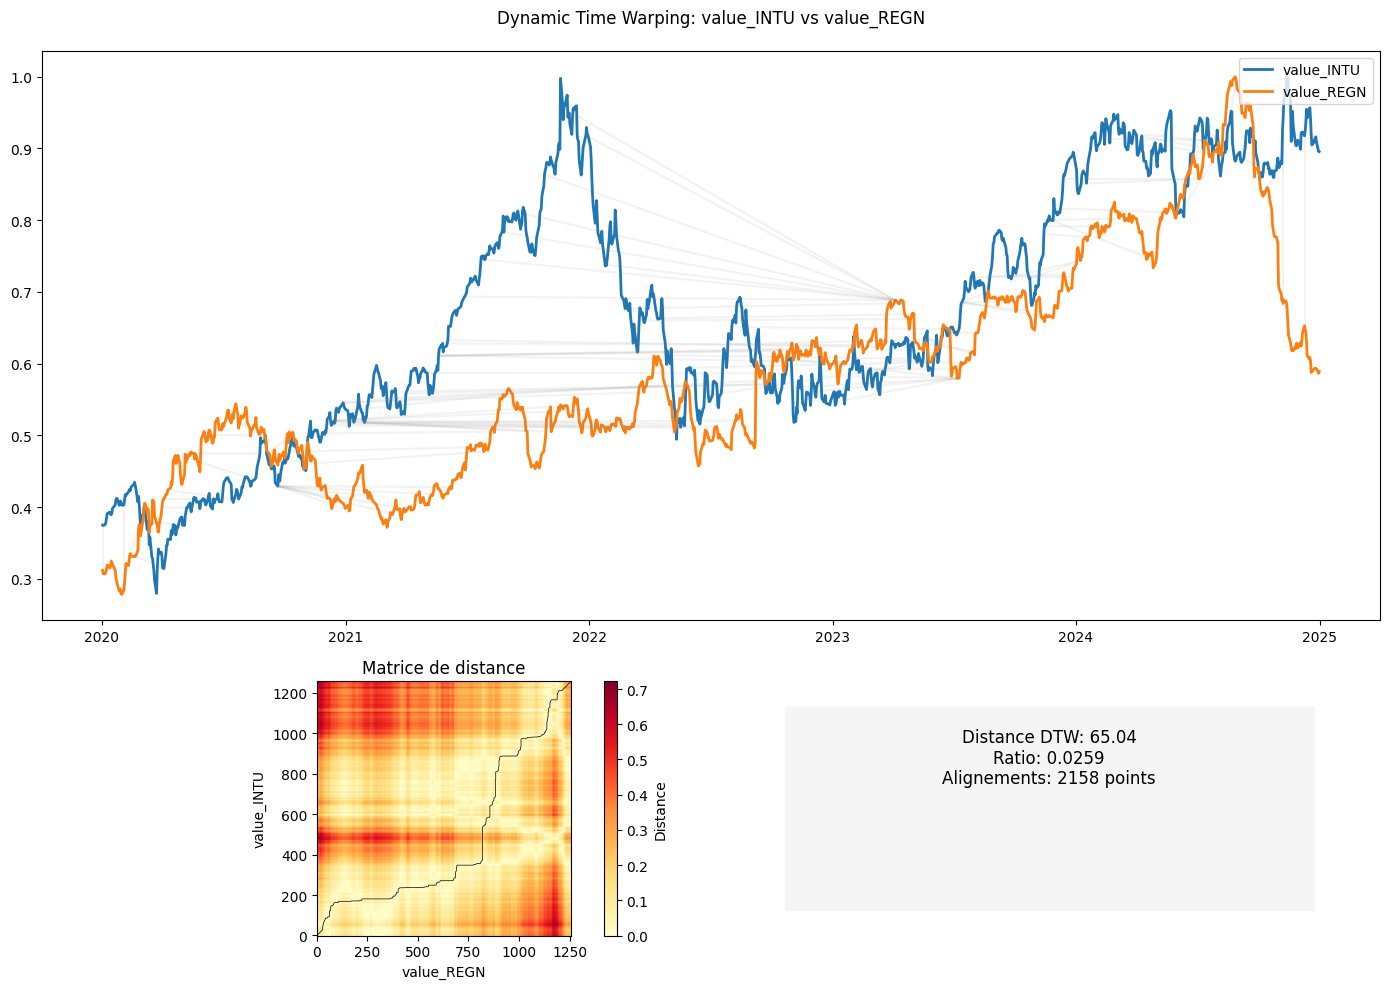 Dynamic Time Warping: value_INTU vs value_REGN
value_INTU
value_REGN
1.0
0.9
0.8
0.7
0.6
0.5
0.4
0.3
2020 2021 2022 2023 2024 2025
Matrice de distance
1200
1000
800
600
400
200
0
value_INTU
0 250 500 750 1000 1250
value_REGN
0.7
0.6
0.5
0.4
0.3
0.2
0.1
0.0
Distance
Distance DTW: 65.04
Ratio: 0.0259
Alignements: 2158 points